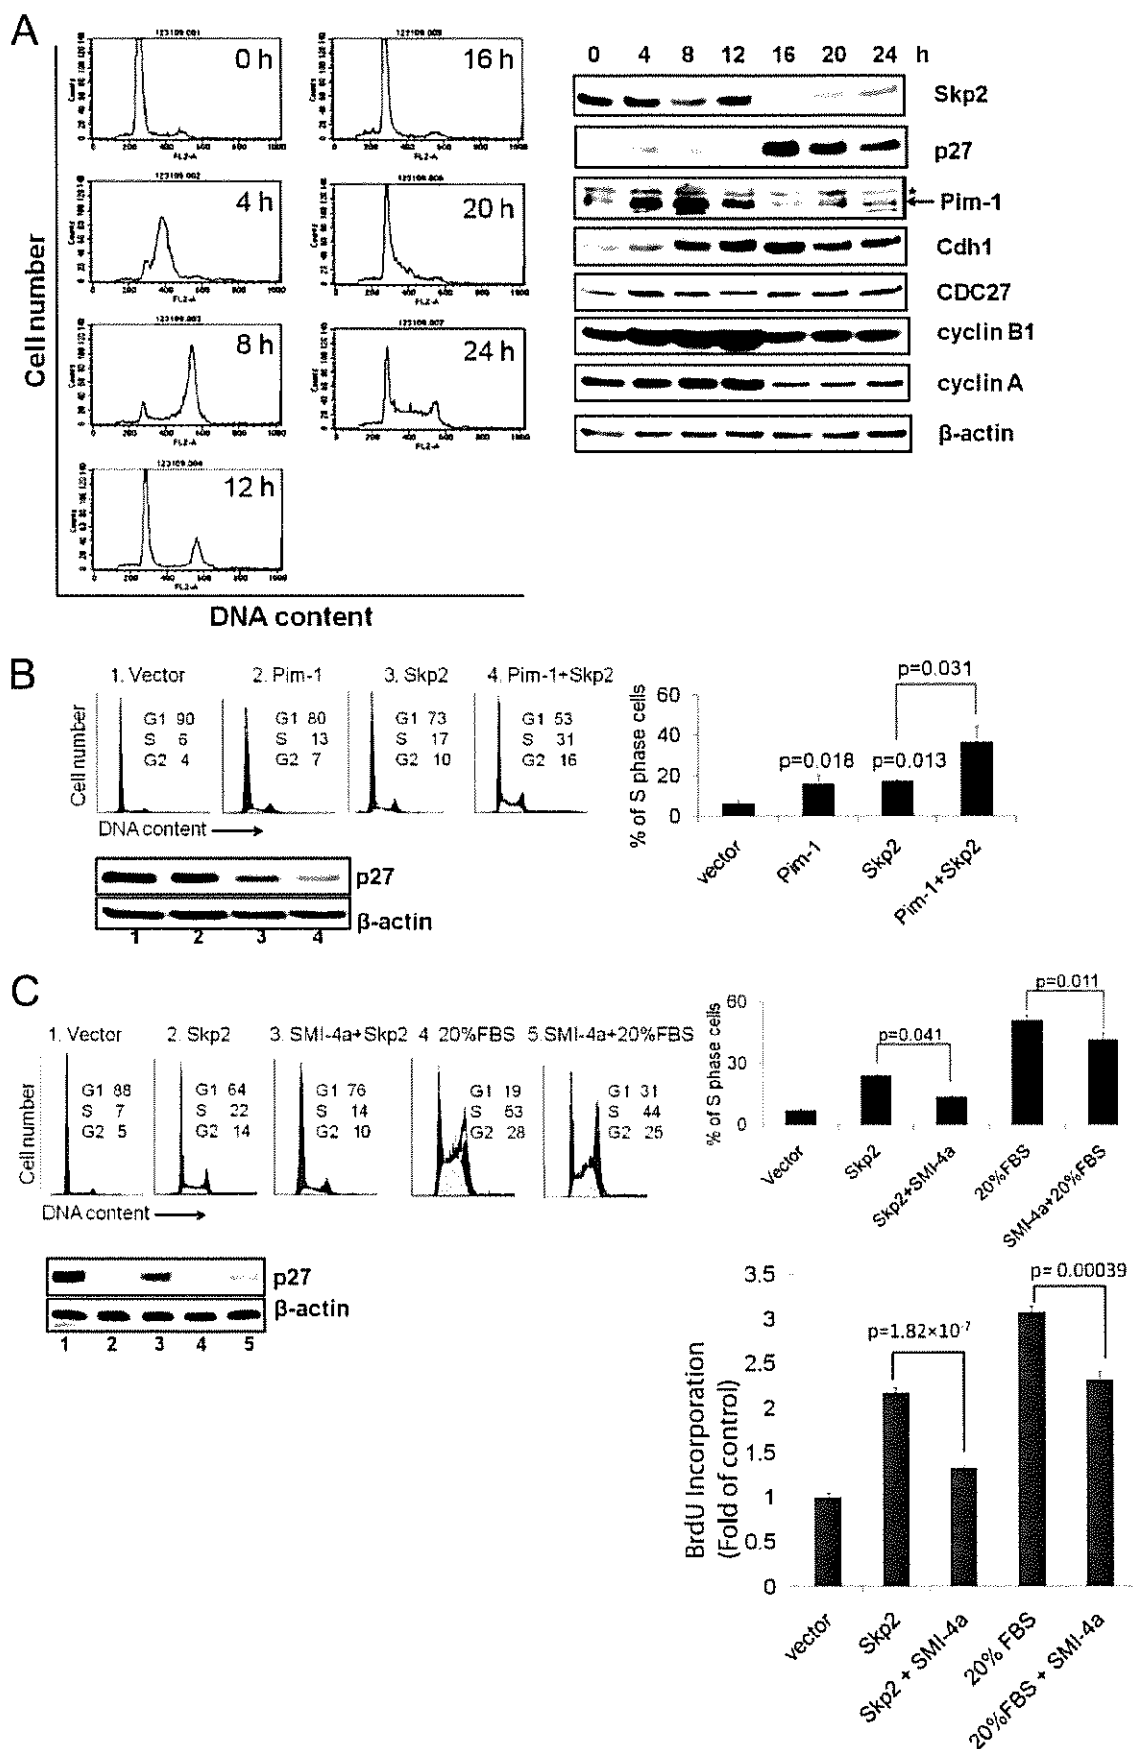 A
0 h
16 h
4 h
20 h
8 h
24 h
12 h
Cell number
DNA content
Counts
FL2-A
0 200 400 600 800 1000
0 4 8 12 16 20 24 h
Skp2
p27
*
Pim-1
Cdh1
CDC27
cyclin B1
cyclin A
β-actin
B
1. Vector 2. Pim-1 3. Skp2 4. Pim-1+Skp2
Cell number
G1 90
S 6
G2 4
G1 80
S 13
G2 7
G1 73
S 17
G2 10
G1 53
S 31
G2 16
DNA content
p27
β-actin
1 2 3 4
% of S phase cells
60
40
20
0
p=0.018
p=0.013
p=0.031
vector
Pim-1
Skp2
Pim-1+Skp2
C
1. Vector 2. Skp2 3. SMI-4a+Skp2 4 20%FBS 5.SMI-4a+20%FBS
Cell number
G1 88
S 7
G2 5
G1 64
S 22
G2 14
G1 76
S 14
G2 10
G1 19
S 53
G2 28
G1 31
S 44
G2 25
DNA content
p27
β-actin
1 2 3 4 5
% of S phase cells
60
30
0
p=0.041
p=0.011
Vector
Skp2
Skp2+SMI-4a
20%FBS
SMI-4a+20%FBS
BrdU Incorporation
(Fold of control)
3.5
3
2.5
2
1.5
1
0.5
0
p=1.82×10⁻⁷
p= 0.00039
vector
Skp2
Skp2 + SMI-4a
20% FBS
20%FBS + SMI-4a